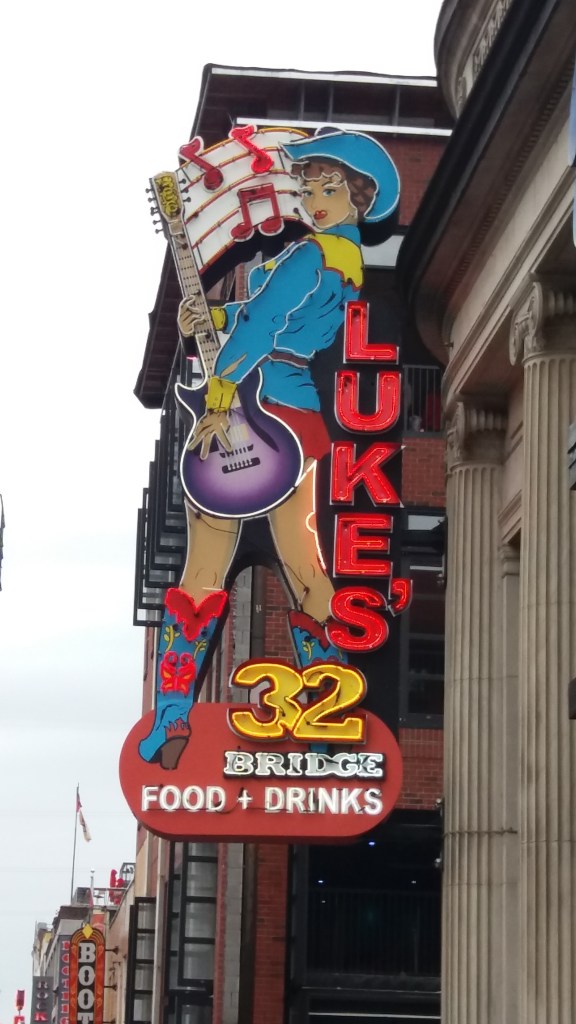 LUKE'S
32
BRIDGE
FOOD + DRINKS
BOOT